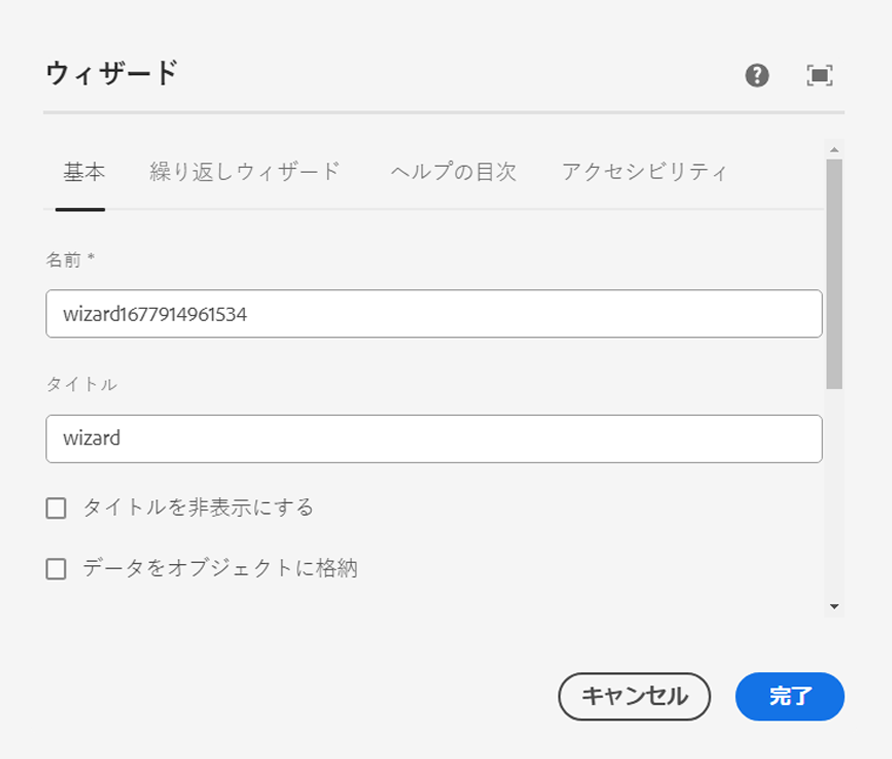 ウィザード
基本 繰り返しウィザード ヘルプの目次 アクセシビリティ
名前 *
wizard1677914961534
タイトル
wizard
タイトルを非表示にする
データをオブジェクトに格納
キャンセル 完了